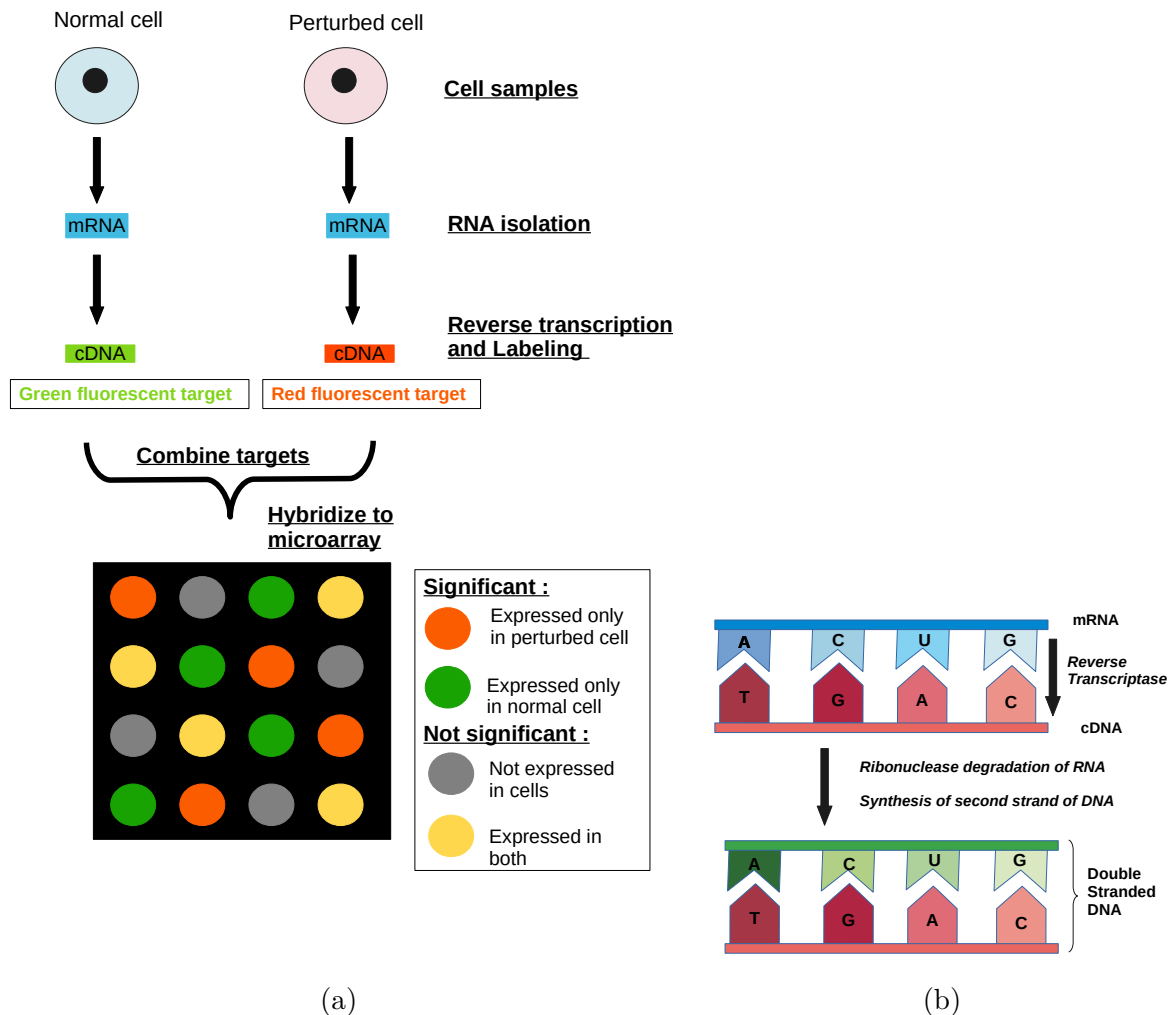 Normal cell
Perturbed cell
Cell samples
mRNA
mRNA
RNA isolation
cDNA
cDNA
Reverse transcription
and Labeling
Green fluorescent target
Red fluorescent target
Combine targets
Hybridize to
microarray
Significant :
Expressed only
in perturbed cell
Expressed only
in normal cell
Not significant :
Not expressed
in cells
Expressed in
both
(a)
mRNA
A C U G
Reverse
Transcriptase
T G A C
cDNA
Ribonuclease degradation of RNA
Synthesis of second strand of DNA
A C U G
T G A C
Double
Stranded
DNA
(b)